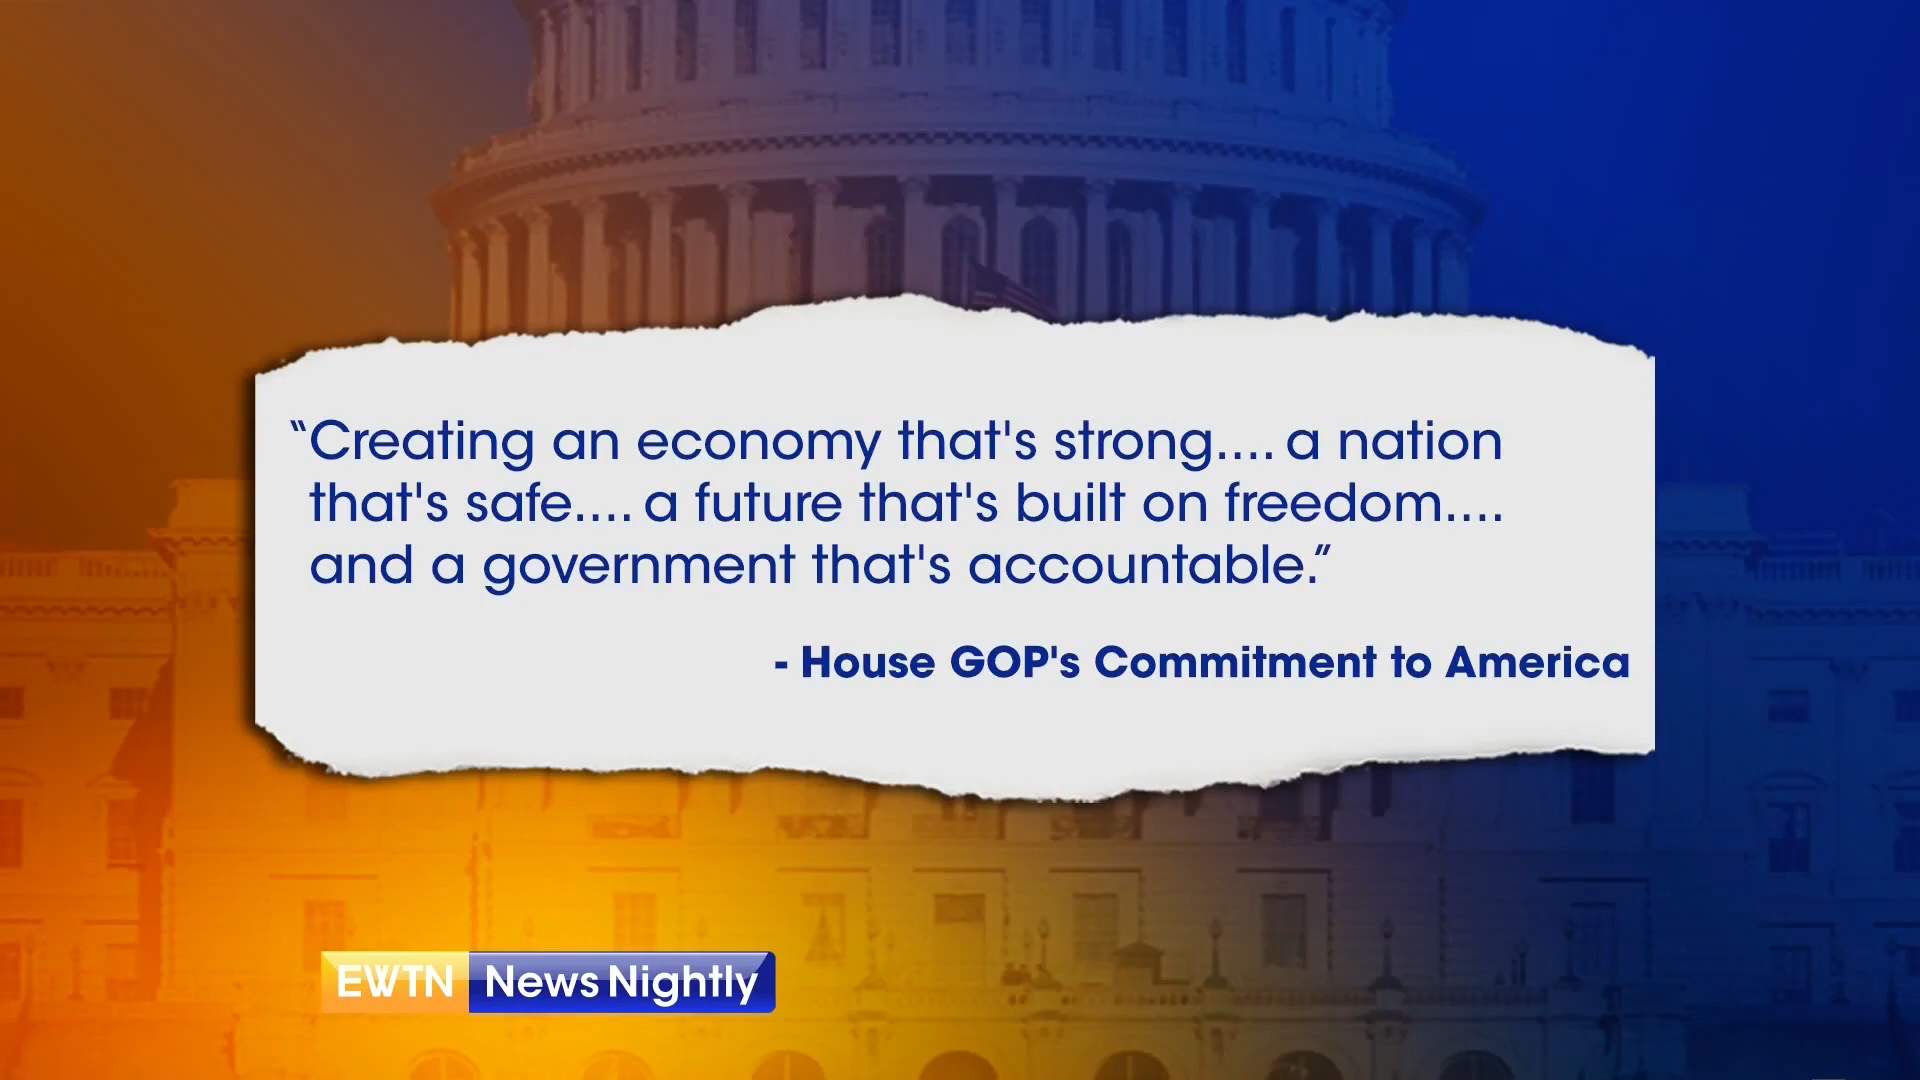 “Creating an economy that's strong.... a nation
that's safe.... a future that's built on freedom....
and a government that's accountable.”
- House GOP's Commitment to America
EWTN News Nightly